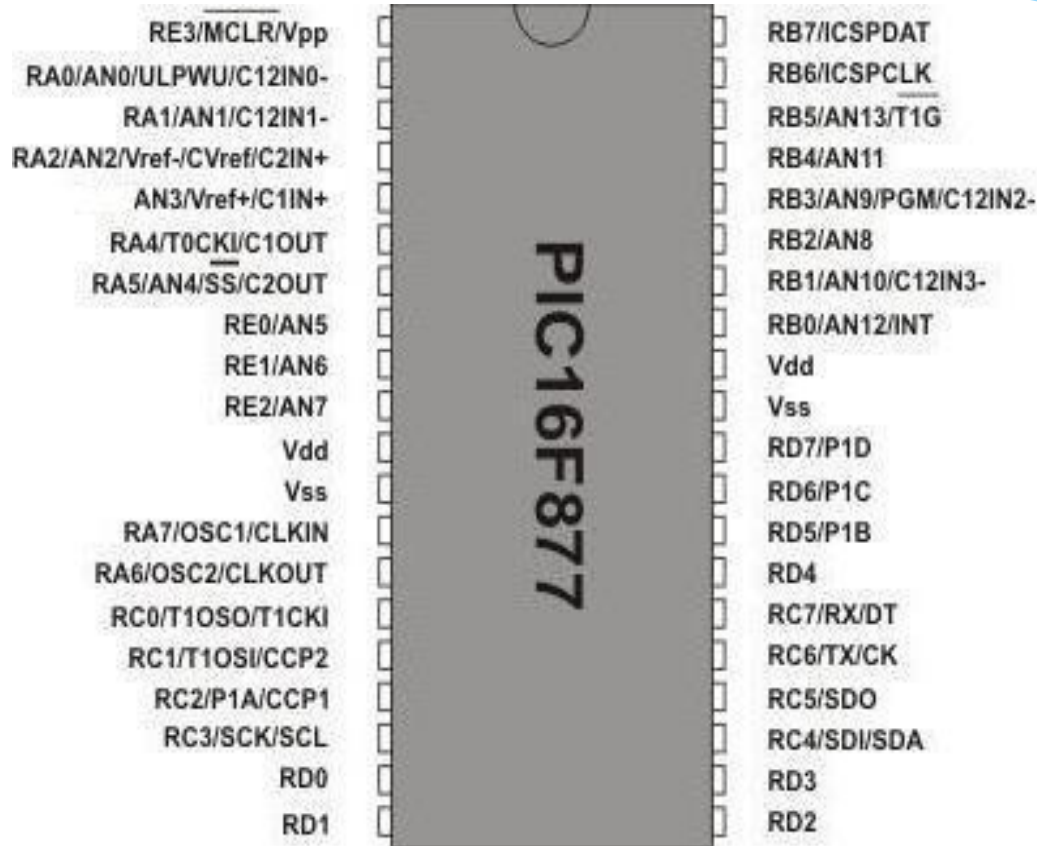 RE3/MCLR/Vpp
RA0/AN0/ULPWU/C12IN0-
RA1/AN1/C12IN1-
RA2/AN2/Vref-/CVref/C2IN+
AN3/Vref+/C1IN+
RA4/T0CKI/C1OUT
RA5/AN4/SS/C2OUT
RE0/AN5
RE1/AN6
RE2/AN7
Vdd
Vss
RA7/OSC1/CLKIN
RA6/OSC2/CLKOUT
RC0/T1OSO/T1CKI
RC1/T1OSI/CCP2
RC2/P1A/CCP1
RC3/SCK/SCL
RD0
RD1
PIC16F877
RB7/ICSPDAT
RB6/ICSPCLK
RB5/AN13/T1G
RB4/AN11
RB3/AN9/PGM/C12IN2-
RB2/AN8
RB1/AN10/C12IN3-
RB0/AN12/INT
Vdd
Vss
RD7/P1D
RD6/P1C
RD5/P1B
RD4
RC7/RX/DT
RC6/TX/CK
RC5/SDO
RC4/SDI/SDA
RD3
RD2